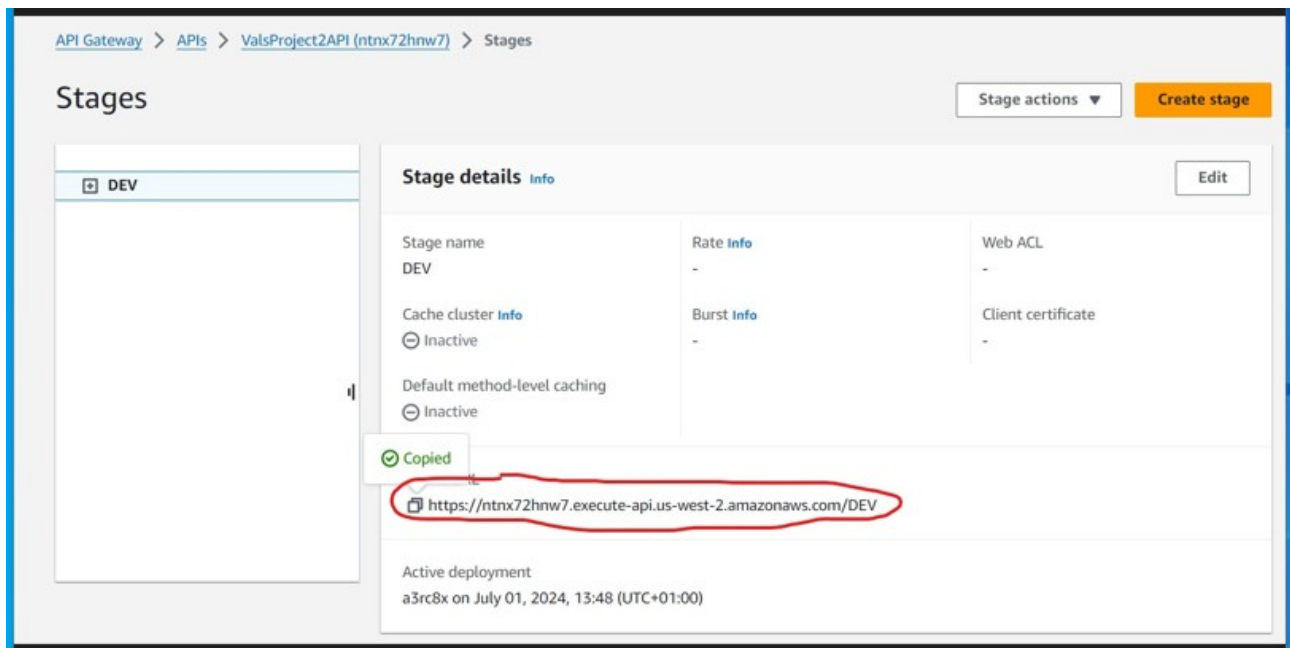 API Gateway > APIs > ValsProject2API (ntnx72hnw7) > Stages
Stages
Stage actions ▼
Create stage
DEV
Stage details Info
Edit
Stage name
DEV
Rate Info
-
Web ACL
-
Cache cluster Info
Inactive
Burst Info
-
Client certificate
-
Default method-level caching
Inactive
Copied
https://ntnx72hnw7.execute-api.us-west-2.amazonaws.com/DEV
Active deployment
a3rc8x on July 01, 2024, 13:48 (UTC+01:00)